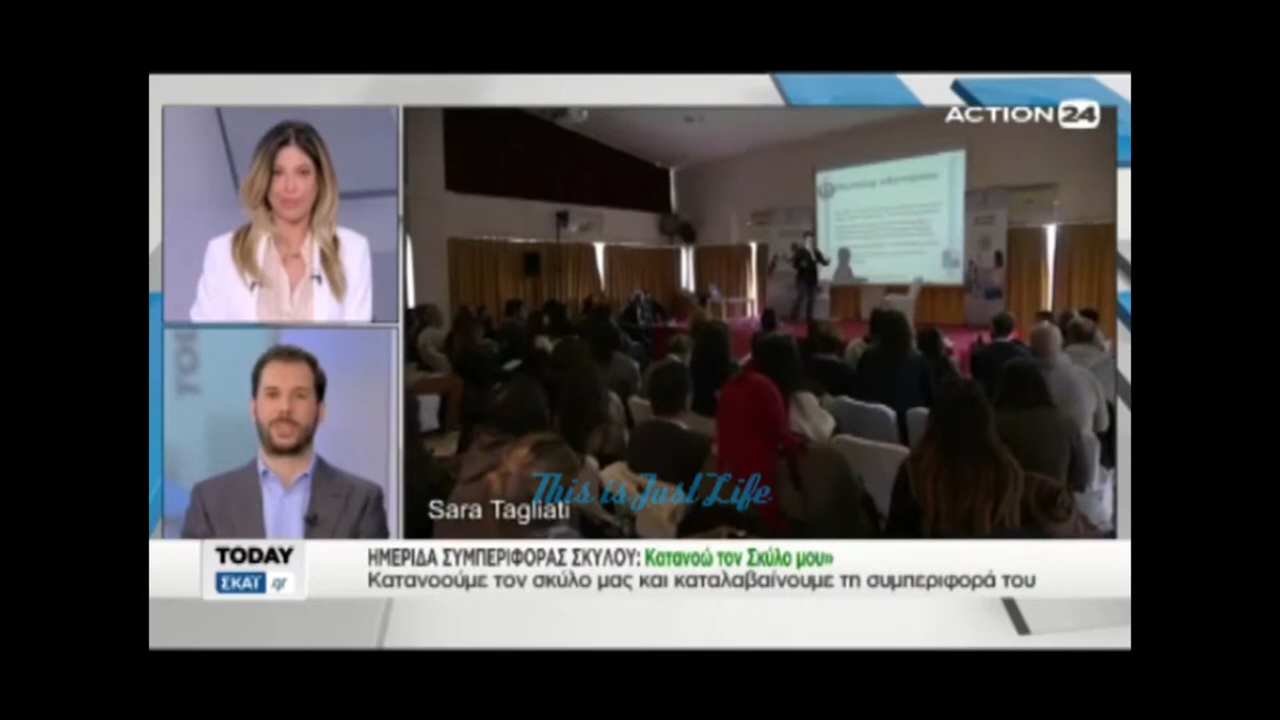 ACTION 24
This is Just Life
Sara Tagliati
TODAY
ΣΚΑΪ gr
ΗΜΕΡΙΔΑ ΣΥΜΠΕΡΙΦΟΡΑΣ ΣΚΥΛΟΥ: Κατανοώ τον Σκύλο μου»
Κατανοούμε τον σκύλο μας και καταλαβαίνουμε τη συμπεριφορά του